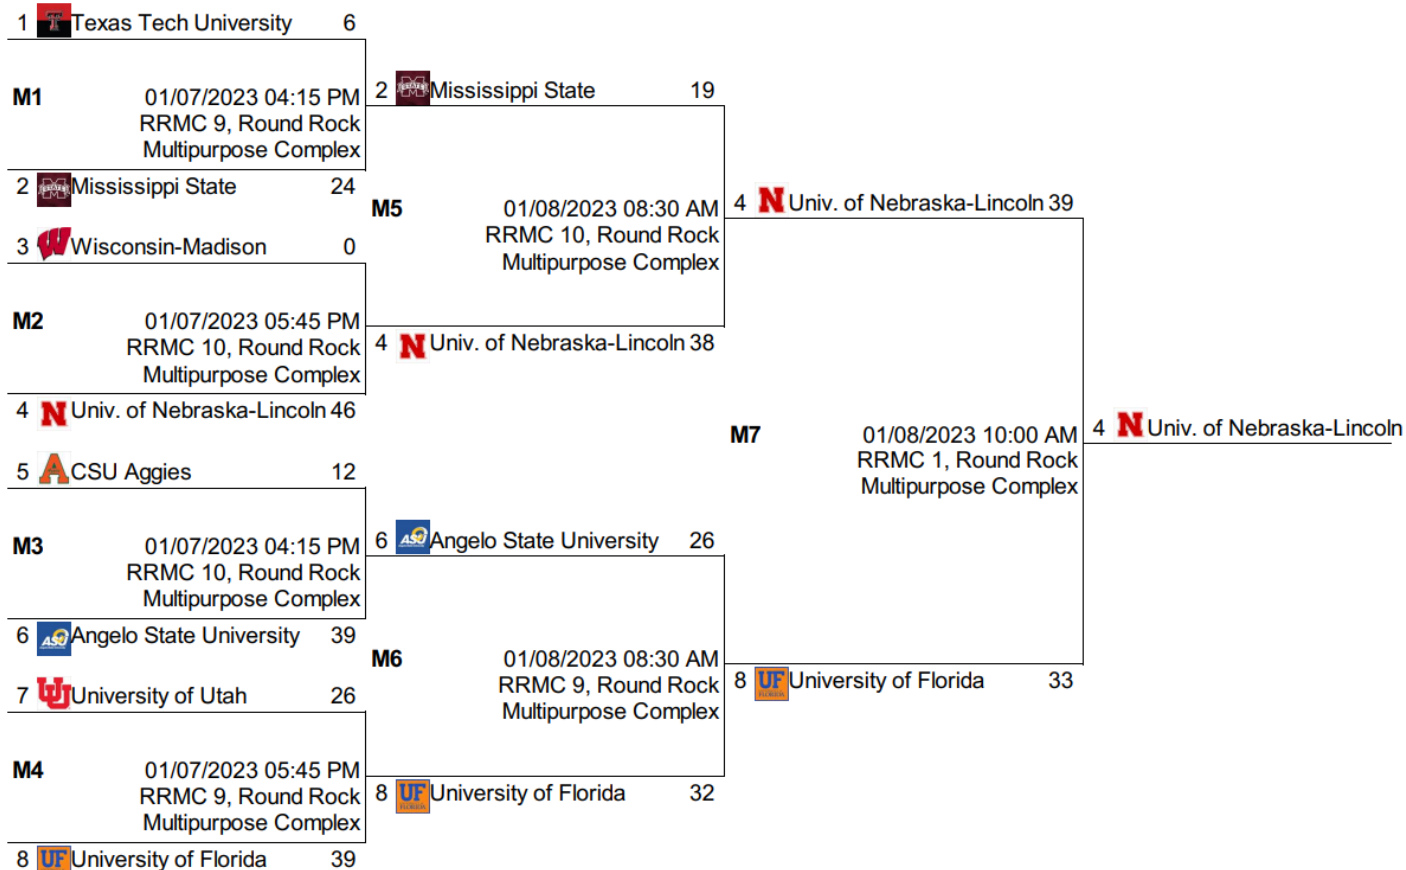 1 Texas Tech University 6
M1 01/07/2023 04:15 PM
RRMC 9, Round Rock
Multipurpose Complex
2 Mississippi State 24
3 Wisconsin-Madison 0
M2 01/07/2023 05:45 PM
RRMC 10, Round Rock
Multipurpose Complex
4 N Univ. of Nebraska-Lincoln 46
5 A CSU Aggies 12
M3 01/07/2023 04:15 PM
RRMC 10, Round Rock
Multipurpose Complex
6 ASU Angelo State University 39
7 University of Utah 26
M4 01/07/2023 05:45 PM
RRMC 9, Round Rock
Multipurpose Complex
8 UF FLORIDA University of Florida 39
2 Mississippi State 19
M5 01/08/2023 08:30 AM
RRMC 10, Round Rock
Multipurpose Complex
4 N Univ. of Nebraska-Lincoln 38
6 ASU Angelo State University 26
M6 01/08/2023 08:30 AM
RRMC 9, Round Rock
Multipurpose Complex
8 UF FLORIDA University of Florida 32
4 N Univ. of Nebraska-Lincoln 39
M7 01/08/2023 10:00 AM
RRMC 1, Round Rock
Multipurpose Complex
8 UF FLORIDA University of Florida 33
4 N Univ. of Nebraska-Lincoln